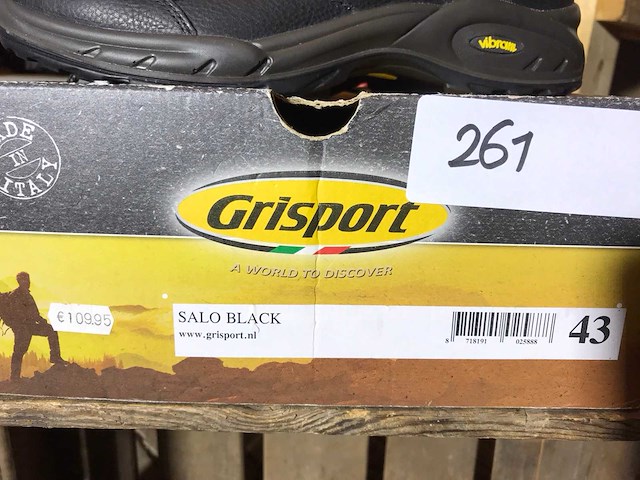 vibram
MADE
IN
ITALY
261
Grisport
A WORLD TO DISCOVER
€109.95
SALO BLACK
www.grisport.nl
8 718191 025888
43